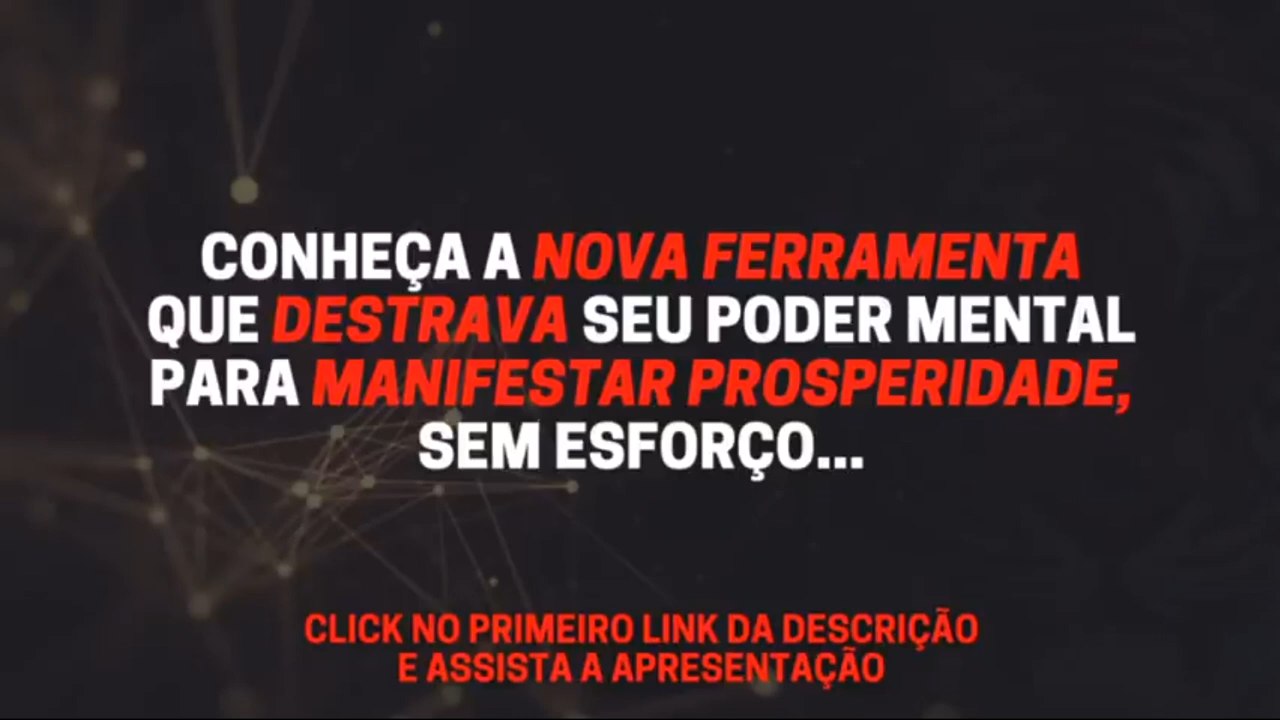 CONHEÇA A NOVA FERRAMENTA
QUE DESTRAVA SEU PODER MENTAL
PARA MANIFESTAR PROSPERIDADE,
SEM ESFORÇO...
CLICK NO PRIMEIRO LINK DA DESCRIÇÃO
E ASSISTA A APRESENTAÇÃO